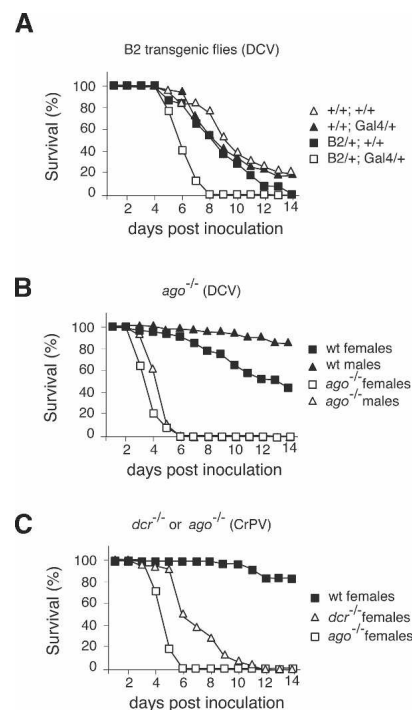 A
B2 transgenic flies (DCV)
Survival (%)
100
80
60
40
20
0
2 4 6 8 10 12 14
days post inoculation
+/+; +/+
+/+; Gal4/+
B2/+; +/+
B2/+; Gal4/+
B
ago-/- (DCV)
Survival (%)
100
80
60
40
20
0
2 4 6 8 10 12 14
days post inoculation
wt females
wt males
ago-/-females
ago-/-males
C
dcr-/- or ago-/- (CrPV)
Survival (%)
100
80
60
40
20
0
2 4 6 8 10 12 14
days post inoculation
wt females
dcr-/-females
ago-/-females